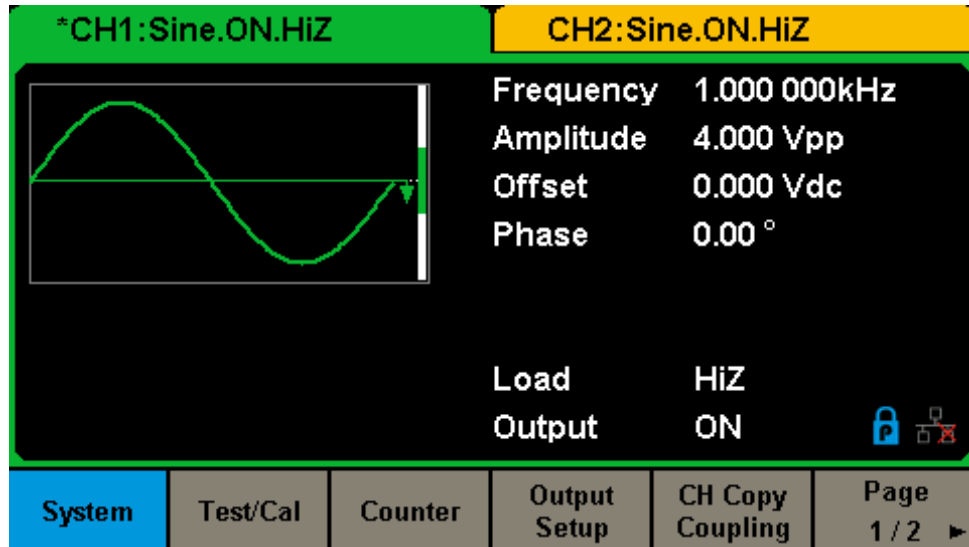 *CH1:Sine.ON.HiZ
CH2:Sine.ON.HiZ
Frequency 1.000 000kHz
Amplitude 4.000 Vpp
Offset 0.000 Vdc
Phase 0.00 °
Load HiZ
Output ON
P
System
Test/Cal
Counter
Output
Setup
CH Copy
Coupling
Page
1 / 2 ►